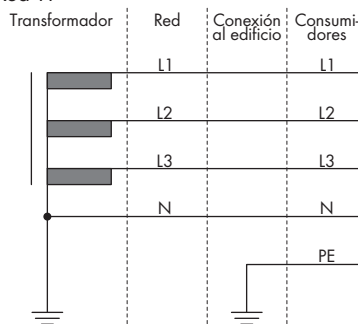 Transformador
Red
Conexión
al edificio
Consumi-
dores
L1
L1
L2
L2
L3
L3
N
N
PE